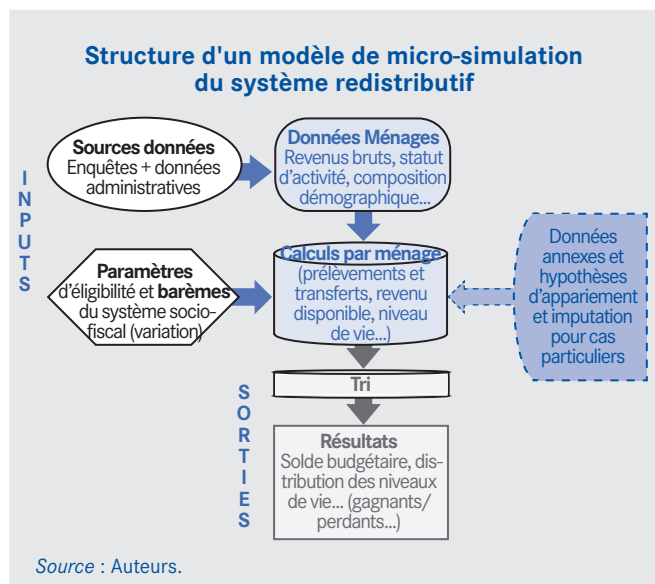 Structure d'un modèle de micro-simulation
du système redistributif
INPUTS
Sources données
Enquêtes + données
administratives
Données Ménages
Revenus bruts, statut
d'activité, composition
démographique...
Paramètres
d'éligibilité et barèmes
du système socio-
fiscal (variation)
Calculs par ménage
(prélèvements et
transferts, revenu
disponible, niveau
de vie...)
Données
annexes et
hypothèses
d'appariement
et imputation
pour cas
particuliers
SORTIES
Tri
Résultats
Solde budgétaire, dis-
tribution des niveaux
de vie... (gagnants/
perdants...)
Source : Auteurs.